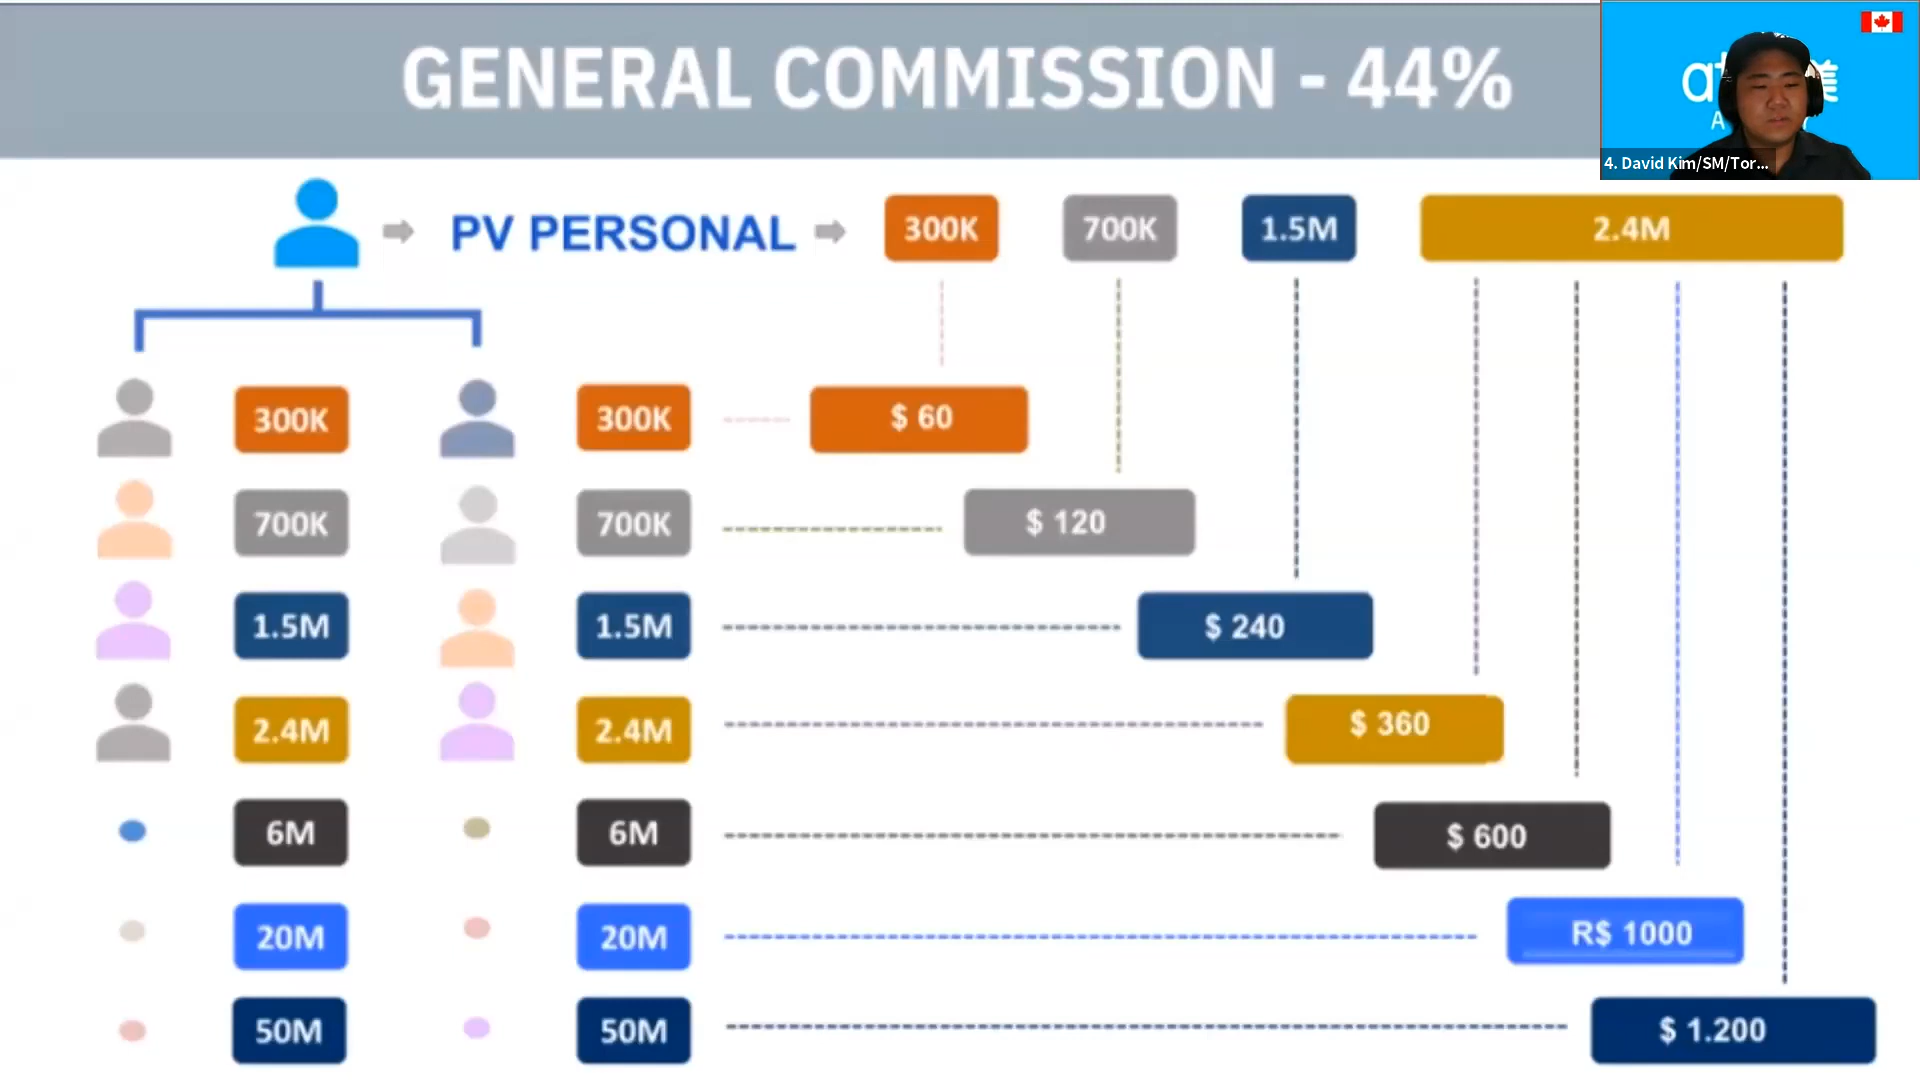 GENERAL COMMISSION - 44%
4. David Kim/SM/Tor...
PV PERSONAL
300K
700K
1.5M
2.4M
300K 300K $ 60
700K 700K $ 120
1.5M 1.5M $ 240
2.4M 2.4M $ 360
6M 6M $ 600
20M 20M R$ 1000
50M 50M $ 1.200